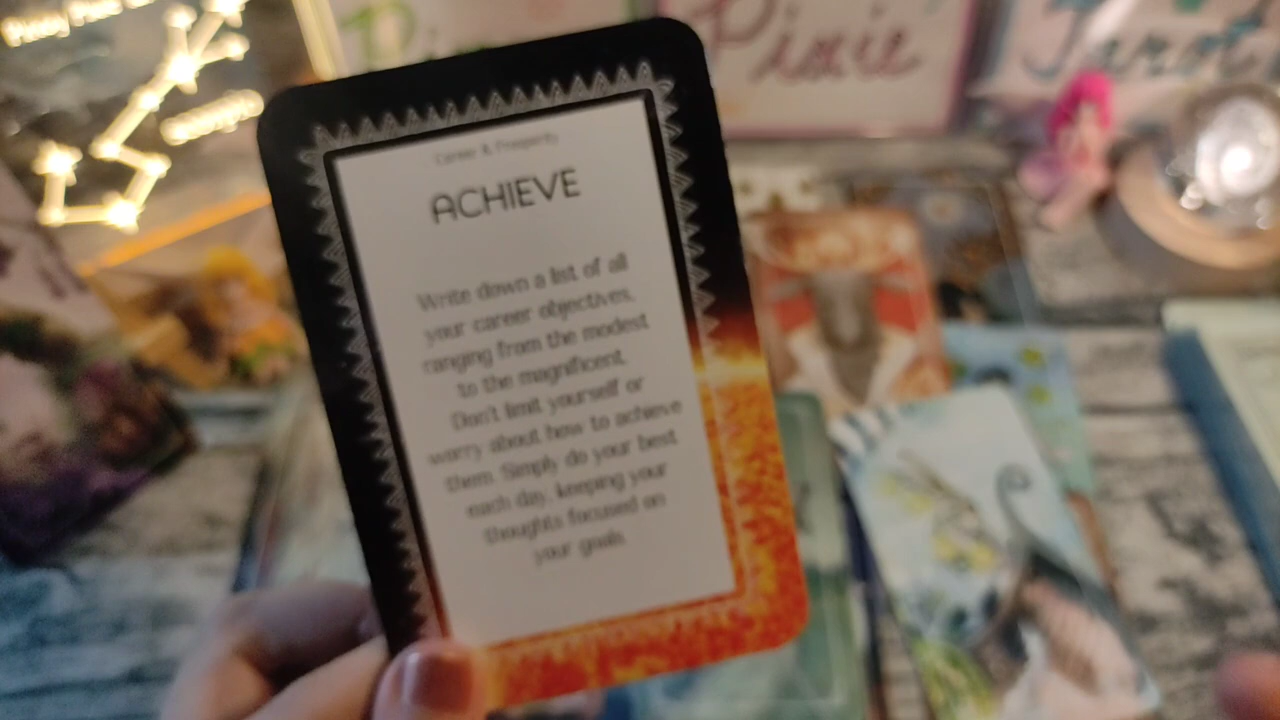 Pixie
Tarot
Career & Prosperity
ACHIEVE
Write down a list of all
your career objectives,
ranging from the modest
to the magnificent.
Don't limit yourself or
worry about how to achieve
them. Simply do your best
each day, keeping your
thoughts focused on
your goals.